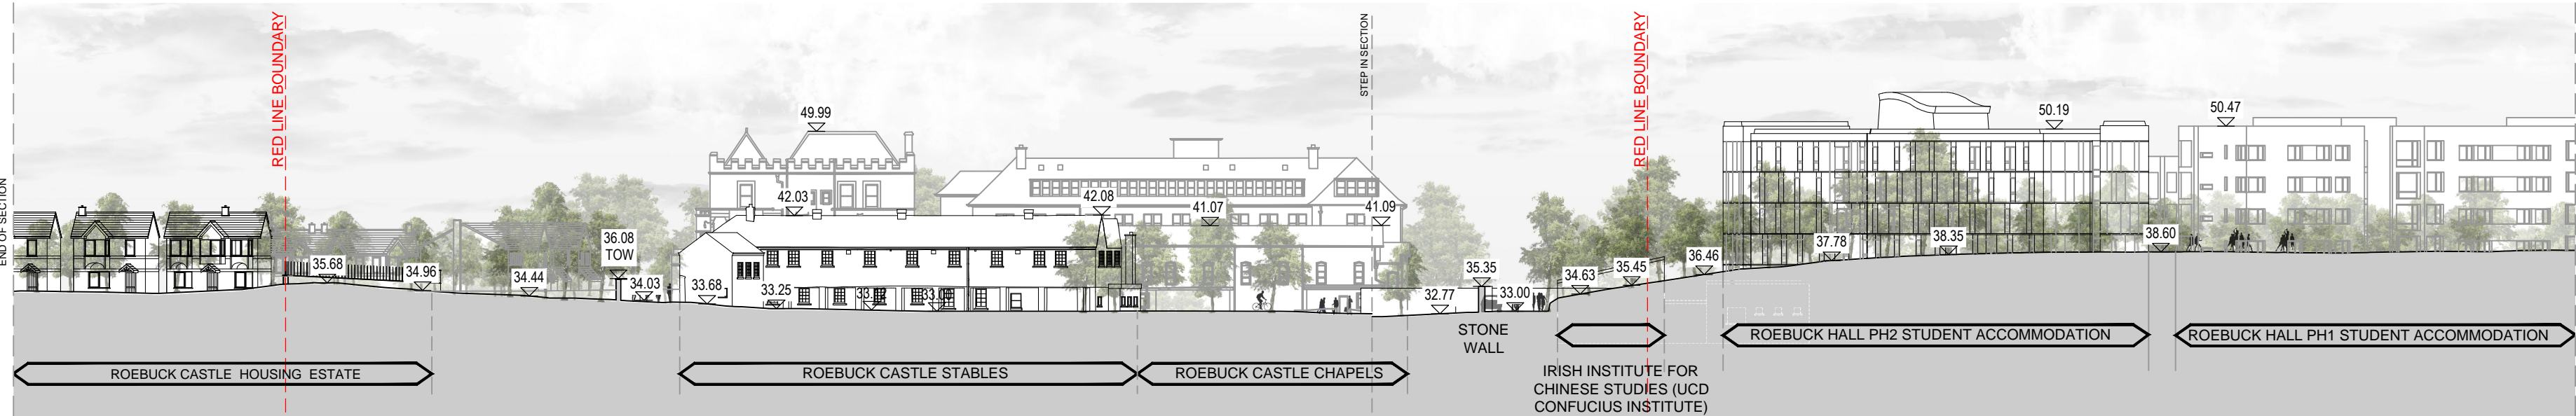 END OF SECTION
RED LINE BOUNDARY
STEP IN SECTION
RED LINE BOUNDARY
49.99
50.19
50.47
42.03
42.08
41.07
41.09
36.08
TOW
35.68
34.96
34.44
34.03
33.68
33.25
32.77
35.35
33.00
34.63
35.45
36.46
37.78
38.35
38.60
STONE
WALL
ROEBUCK HALL PH2 STUDENT ACCOMMODATION
ROEBUCK HALL PH1 STUDENT ACCOMMODATION
ROEBUCK CASTLE HOUSING ESTATE
ROEBUCK CASTLE STABLES
ROEBUCK CASTLE CHAPELS
IRISH INSTITUTE FOR
CHINESE STUDIES (UCD
CONFUCIUS INSTITUTE)